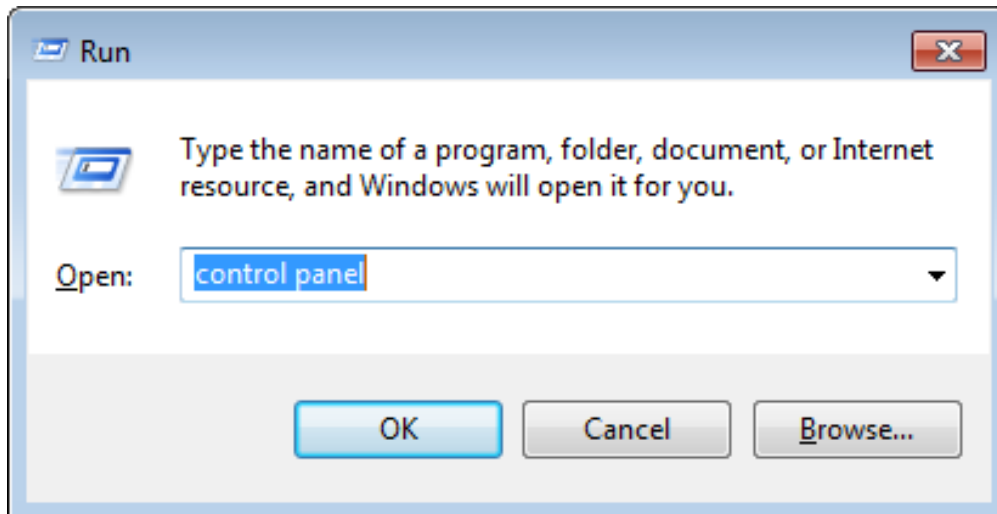 Run
Type the name of a program, folder, document, or Internet
resource, and Windows will open it for you.
Open: control panel
OK Cancel Browse...